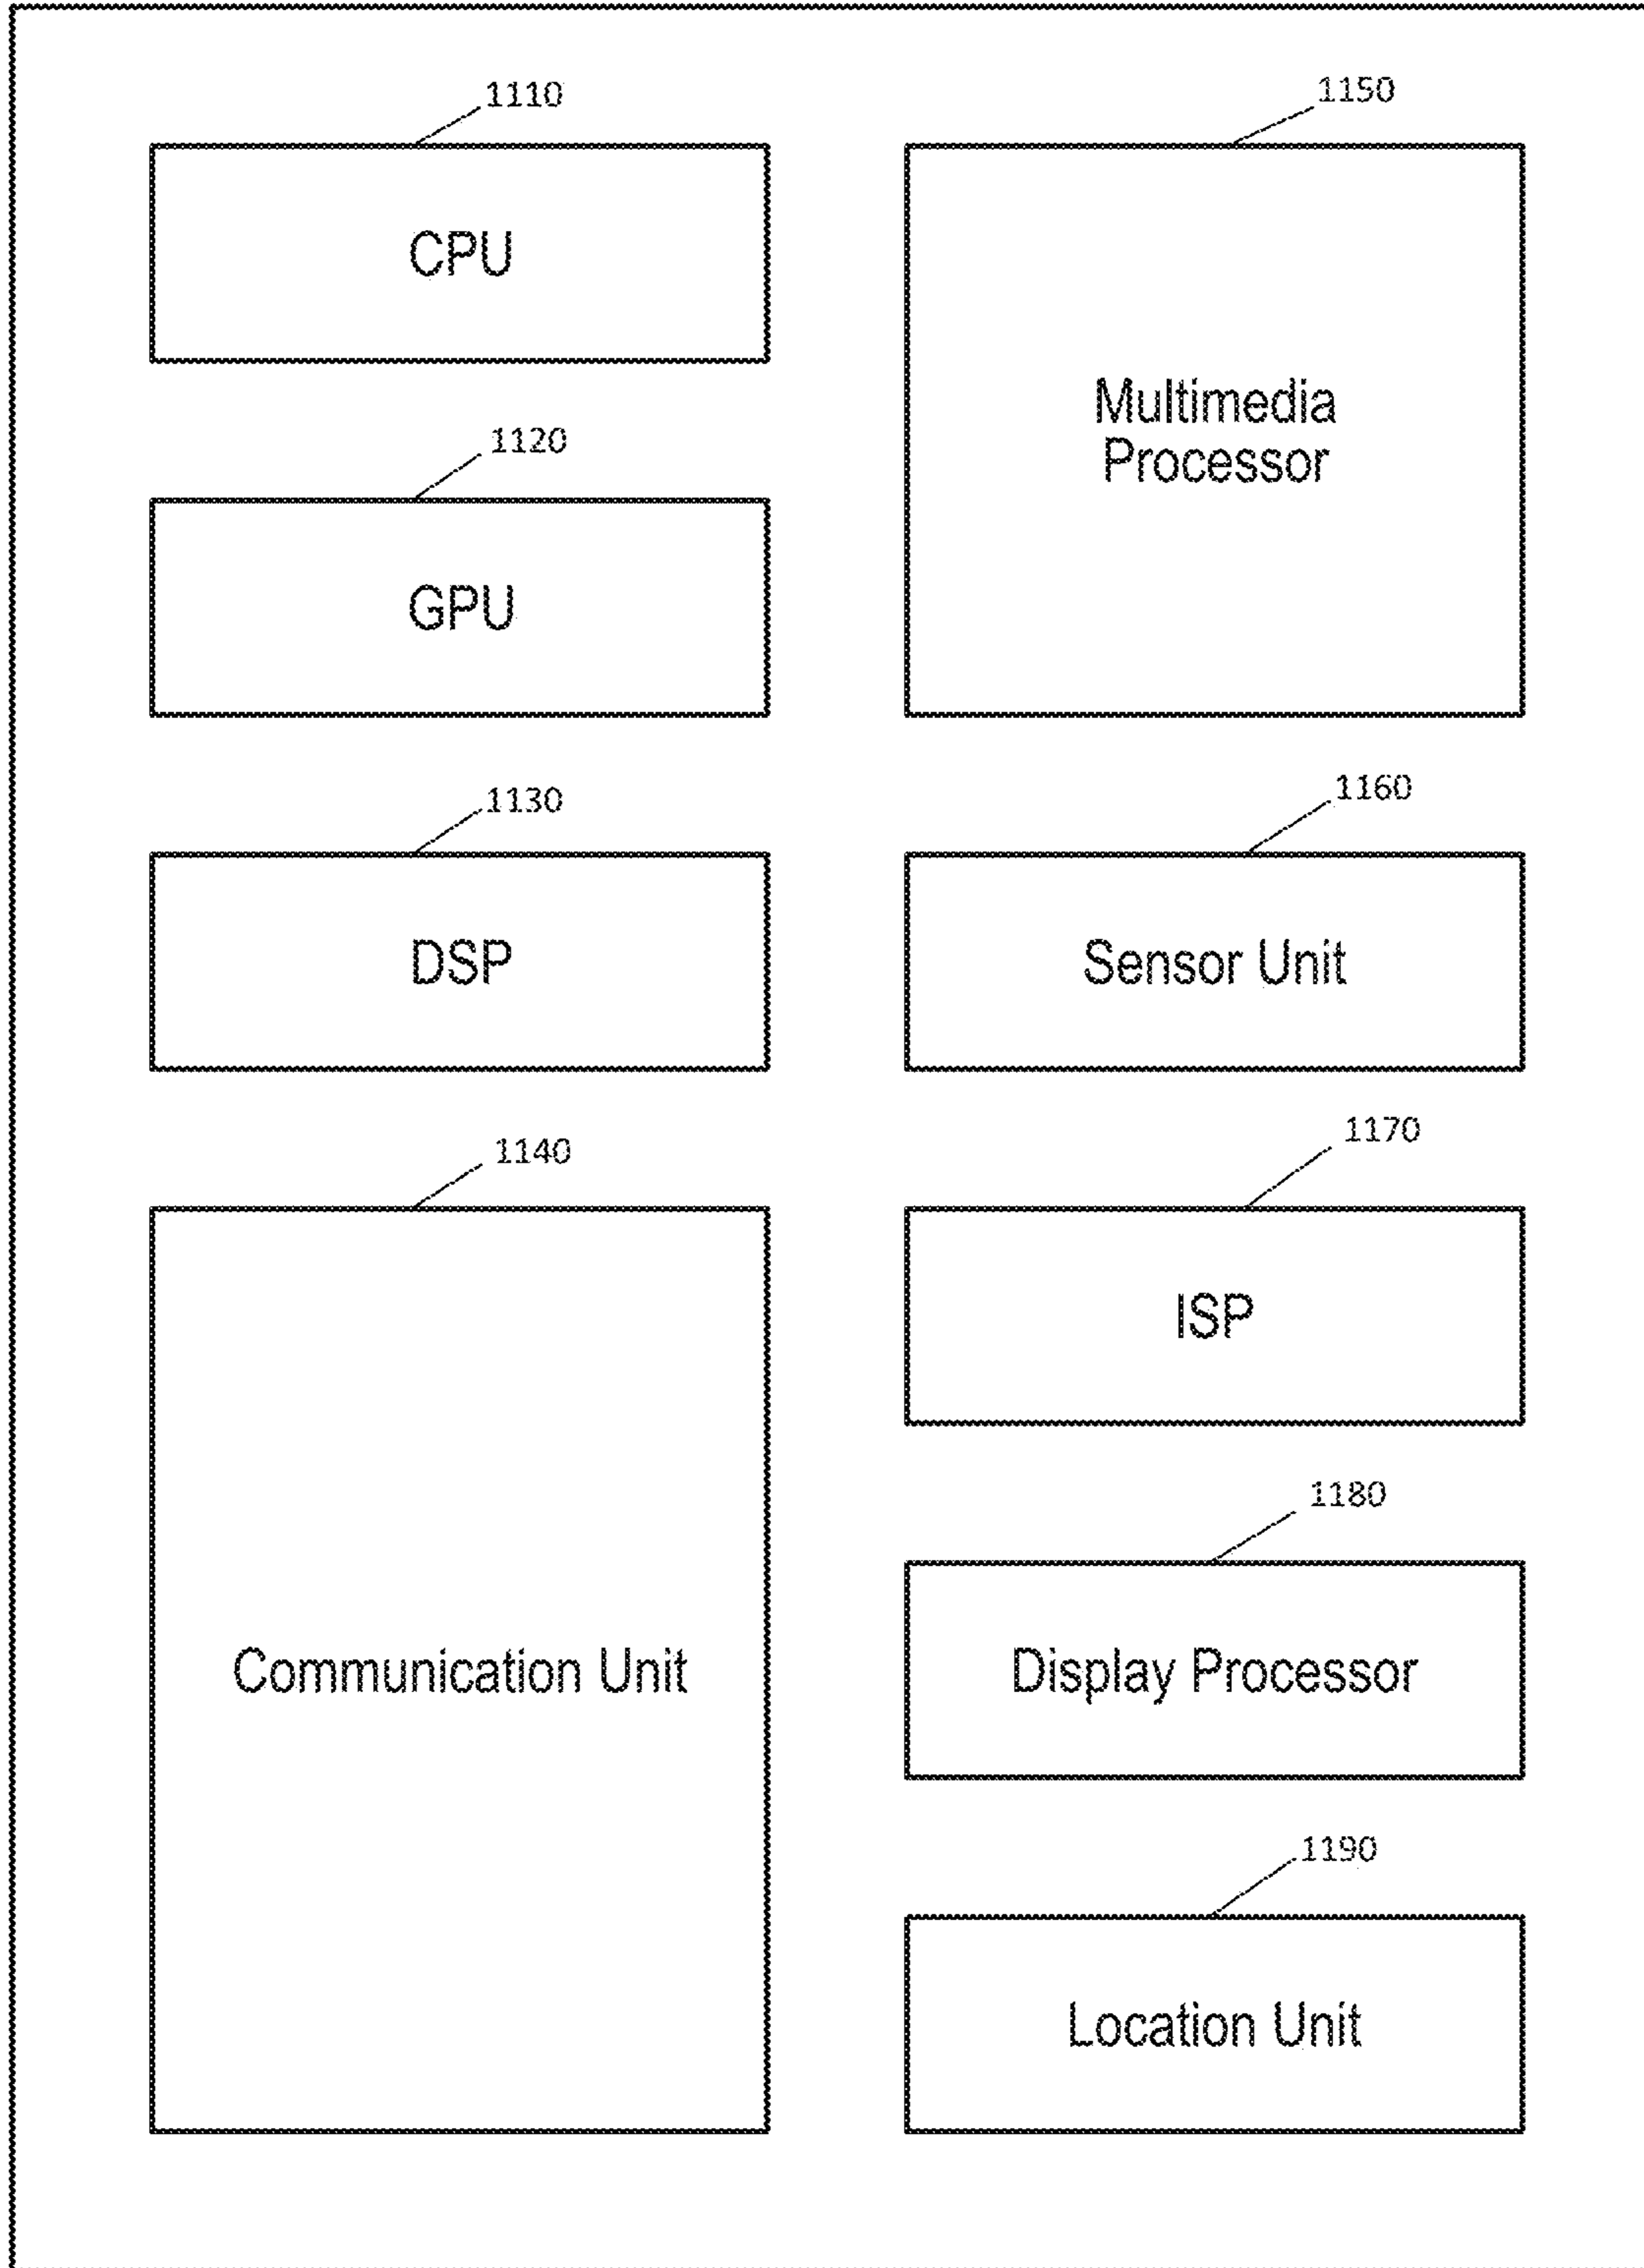 1110
CPU
1120
GPU
1130
DSP
1140
Communication Unit
1150
Multimedia
Processor
1160
Sensor Unit
1170
ISP
1180
Display Processor
1190
Location Unit